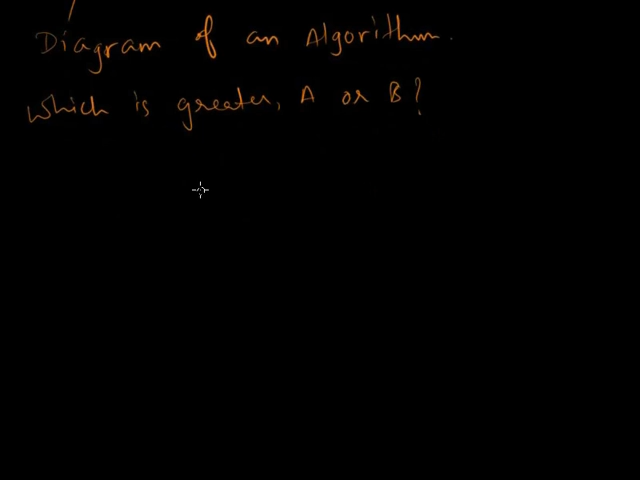 Diagram of an Algorithm.
which is greater, A or B?